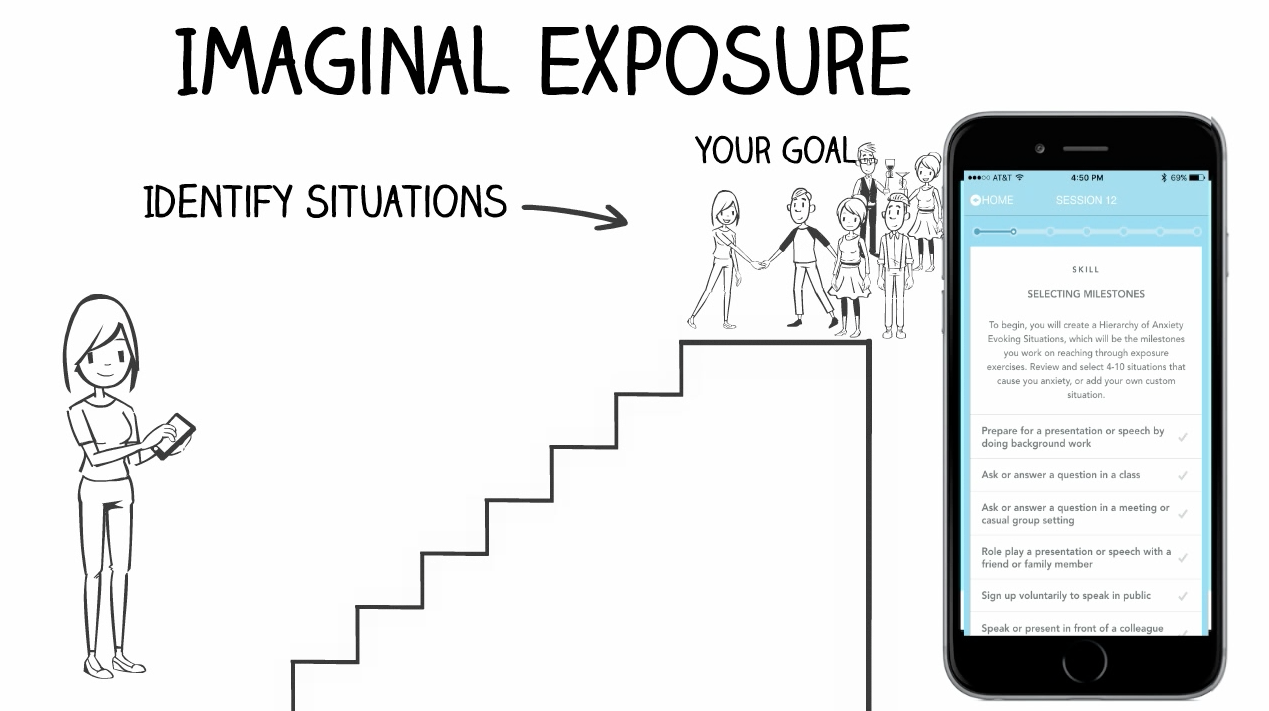 IMAGINAL EXPOSURE
YOUR GOAL
IDENTIFY SITUATIONS
AT&T
4:50 PM
69%
HOME
SESSION 12
SKILL
SELECTING MILESTONES
To begin, you will create a Hierarchy of Anxiety
Evoking Situations, which will be the milestones
you work on reaching through exposure
exercises. Review and select 4-10 situations that
cause you anxiety, or add your own custom
situation.
Prepare for a presentation or speech by
doing background work
Ask or answer a question in a class
Ask or answer a question in a meeting or
casual group setting
Role play a presentation or speech with a
friend or family member
Sign up voluntarily to speak in public
Speak or present in front of a colleague